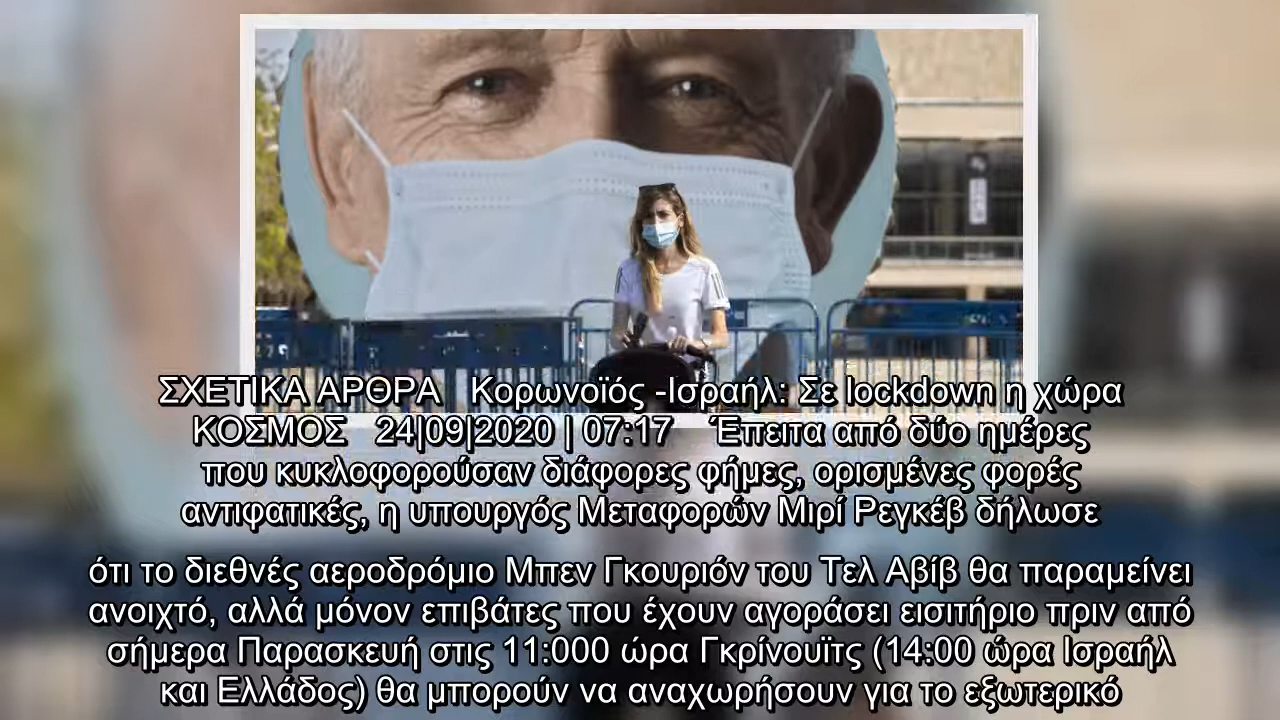 ΣΧΕΤΙΚΑ ΑΡΘΡΑ Κορωνοϊός -Ισραήλ: Σε lockdown η χώρα
ΚΟΣΜΟΣ 24|09|2020 | 07:17 Έπειτα από δύο ημέρες
που κυκλοφορούσαν διάφορες φήμες, ορισμένες φορές
αντιφατικές, η υπουργός Μεταφορών Μιρί Ρεγκέβ δήλωσε
ότι το διεθνές αεροδρόμιο Μπεν Γκουριόν του Τελ Αβίβ θα παραμείνει
ανοιχτό, αλλά μόνον επιβάτες που έχουν αγοράσει εισιτήριο πριν από
σήμερα Παρασκευή στις 11:000 ώρα Γκρίνουϊτς (14:00 ώρα Ισραήλ
και Ελλάδος) θα μπορούν να αναχωρήσουν για το εξωτερικό